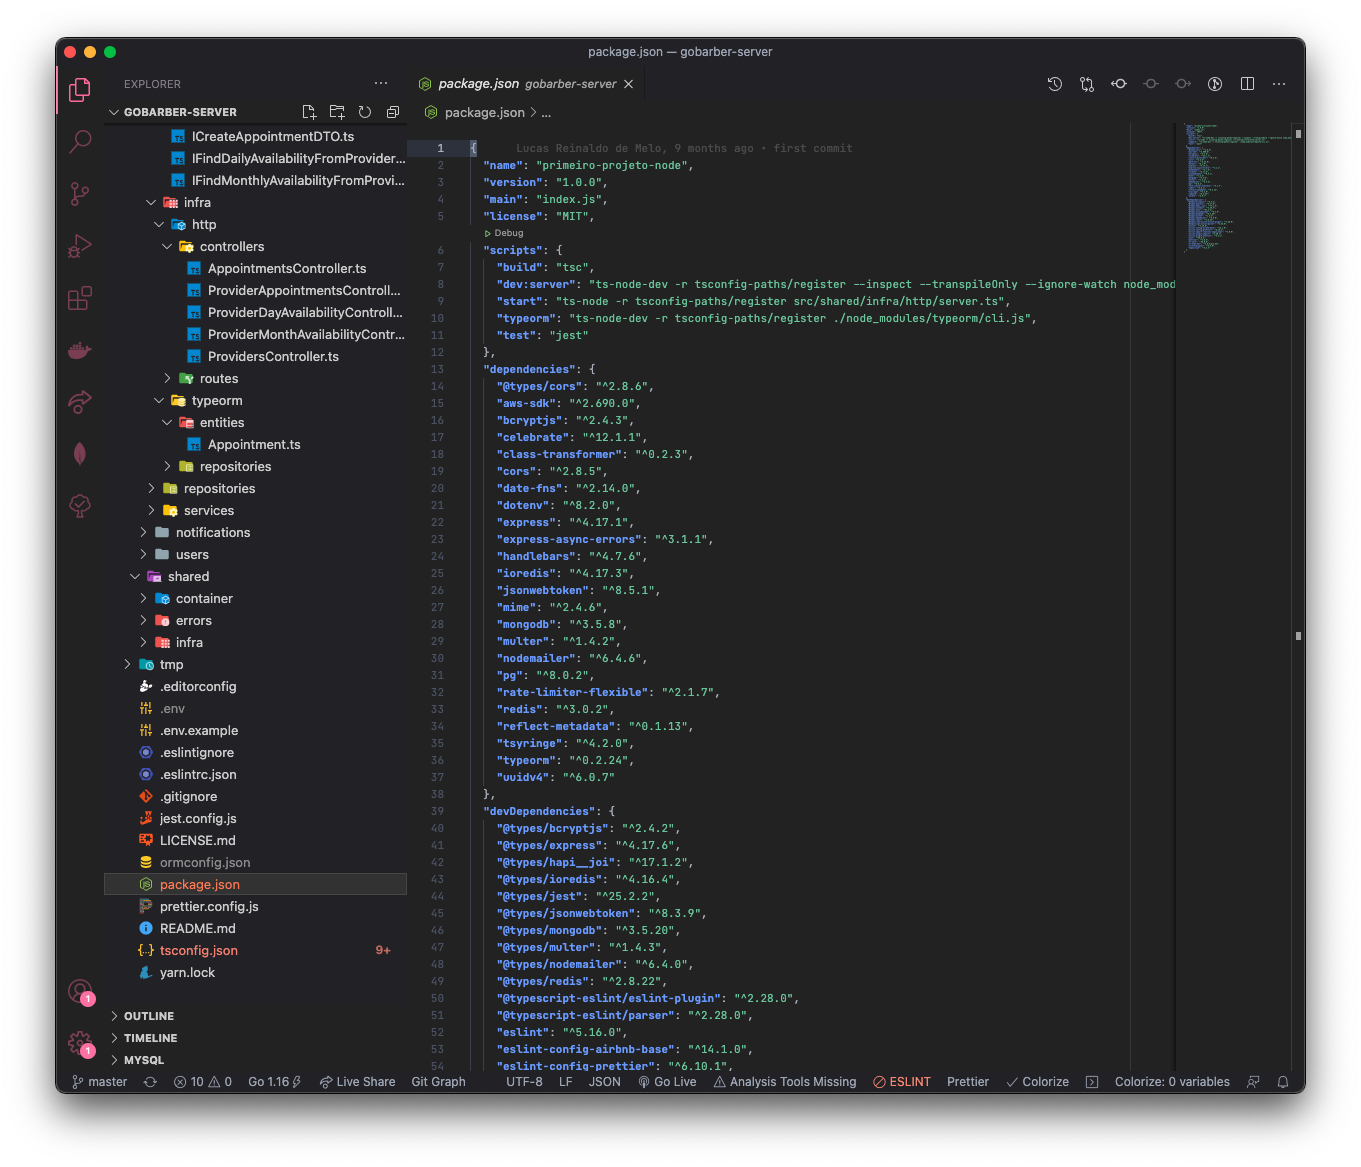 package.json — gobarber-server
EXPLORER
GOBARBER-SERVER
ICreateAppointmentDTO.ts
IFindDailyAvailabilityFromProvider...
IFindMonthlyAvailabilityFromProvi...
infra
http
controllers
AppointmentsController.ts
ProviderAppointmentsControll...
ProviderDayAvailabilityControll...
ProviderMonthAvailabilityContr...
ProvidersController.ts
routes
typeorm
entities
Appointment.ts
repositories
repositories
services
notifications
users
shared
container
errors
infra
tmp
.editorconfig
.env
.env.example
.eslintignore
.eslintrc.json
.gitignore
jest.config.js
LICENSE.md
ormconfig.json
package.json
prettier.config.js
README.md
tsconfig.json 9+
yarn.lock
OUTLINE
TIMELINE
MYSQL
1
1
package.json gobarber-server
package.json > ...
1 { Lucas Reinaldo de Melo, 9 months ago • first commit
2 "name": "primeiro-projeto-node",
3 "version": "1.0.0",
4 "main": "index.js",
5 "license": "MIT",
Debug
6 "scripts": {
7 "build": "tsc",
8 "dev:server": "ts-node-dev -r tsconfig-paths/register --inspect --transpileOnly --ignore-watch node_mod
9 "start": "ts-node -r tsconfig-paths/register src/shared/infra/http/server.ts",
10 "typeorm": "ts-node-dev -r tsconfig-paths/register ./node_modules/typeorm/cli.js",
11 "test": "jest"
12 },
13 "dependencies": {
14 "@types/cors": "^2.8.6",
15 "aws-sdk": "^2.690.0",
16 "bcryptjs": "^2.4.3",
17 "celebrate": "^12.1.1",
18 "class-transformer": "^0.2.3",
19 "cors": "^2.8.5",
20 "date-fns": "^2.14.0",
21 "dotenv": "^8.2.0",
22 "express": "^4.17.1",
23 "express-async-errors": "^3.1.1",
24 "handlebars": "^4.7.6",
25 "ioredis": "^4.17.3",
26 "jsonwebtoken": "^8.5.1",
27 "mime": "^2.4.6",
28 "mongodb": "^3.5.8",
29 "multer": "^1.4.2",
30 "nodemailer": "^6.4.6",
31 "pg": "^8.0.2",
32 "rate-limiter-flexible": "^2.1.7",
33 "redis": "^3.0.2",
34 "reflect-metadata": "^0.1.13",
35 "tsyringe": "^4.2.0",
36 "typeorm": "^0.2.24",
37 "uuidv4": "^6.0.7"
38 },
39 "devDependencies": {
40 "@types/bcryptjs": "^2.4.2",
41 "@types/express": "^4.17.6",
42 "@types/hapi__joi": "^17.1.2",
43 "@types/ioredis": "^4.16.4",
44 "@types/jest": "^25.2.2",
45 "@types/jsonwebtoken": "^8.3.9",
46 "@types/mongodb": "^3.5.20",
47 "@types/multer": "^1.4.3",
48 "@types/nodemailer": "^6.4.0",
49 "@types/redis": "^2.8.22",
50 "@typescript-eslint/eslint-plugin": "^2.28.0",
51 "@typescript-eslint/parser": "^2.28.0",
52 "eslint": "^5.16.0",
53 "eslint-config-airbnb-base": "^14.1.0",
54 "eslint-config-prettier": "^6.10.1",
master 10 0 Go 1.16 Live Share Git Graph UTF-8 LF JSON Go Live Analysis Tools Missing ESLINT Prettier Colorize Colorize: 0 variables